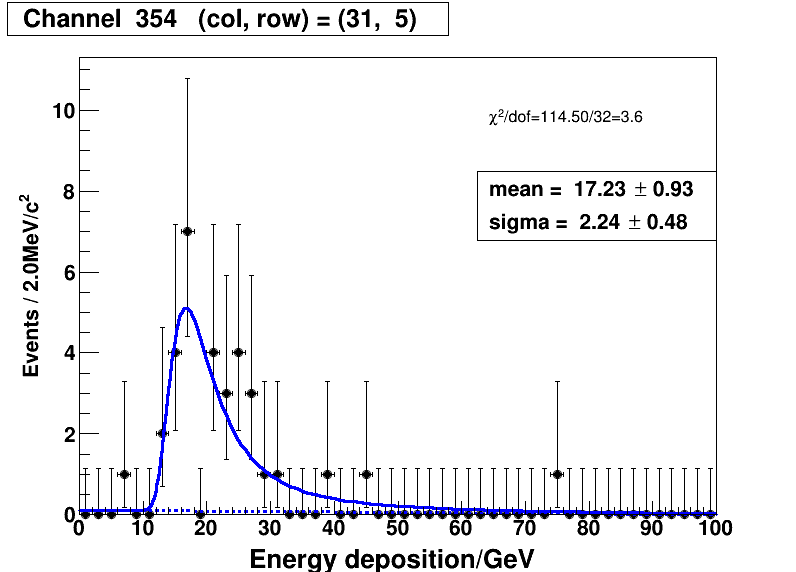 Channel 354 (col, row) = (31, 5)
χ²/dof=114.50/32=3.6
mean = 17.23 ± 0.93
sigma = 2.24 ± 0.48
Events / 2.0MeV/c²
10
8
6
4
2
0
0 10 20 30 40 50 60 70 80 90 100
Energy deposition/GeV